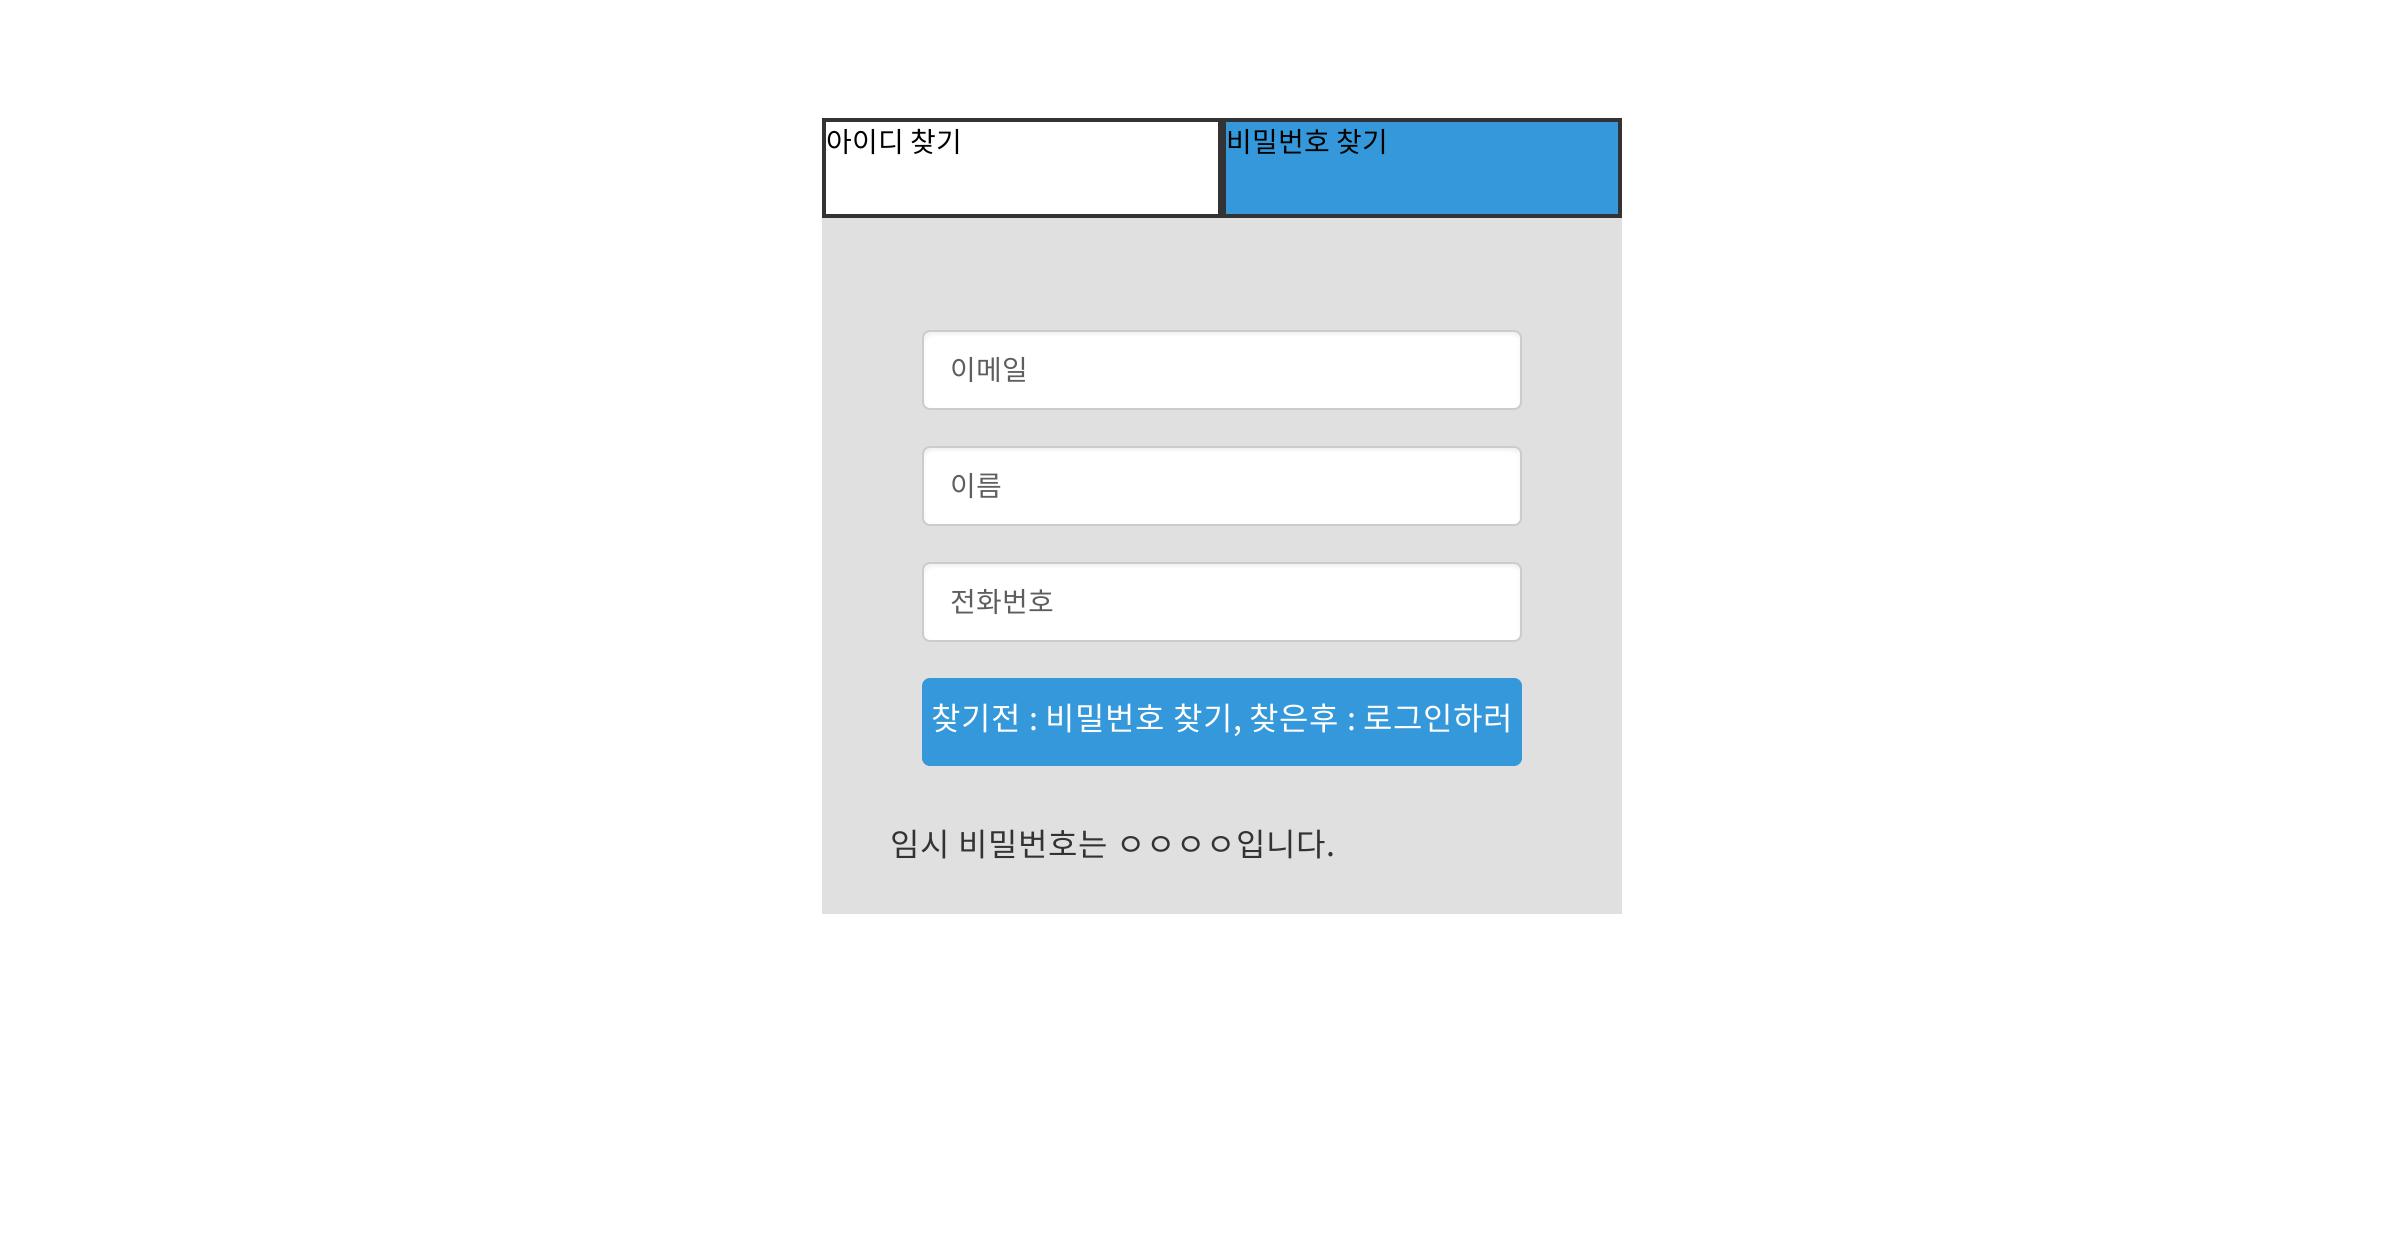 아이디 찾기
비밀번호 찾기
이메일
이름
전화번호
찾기전 : 비밀번호 찾기, 찾은후 : 로그인하러
임시 비밀번호는 ㅇㅇㅇㅇ입니다.